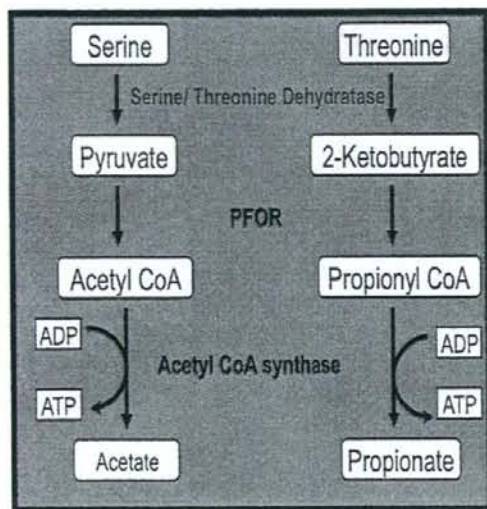 Serine Threonine
Serine/ Threonine Dehydratase
Pyruvate 2-Ketobutyrate
PFOR
Acetyl CoA Propionyl CoA
ADP ADP
Acetyl CoA synthase
ATP ATP
Acetate Propionate